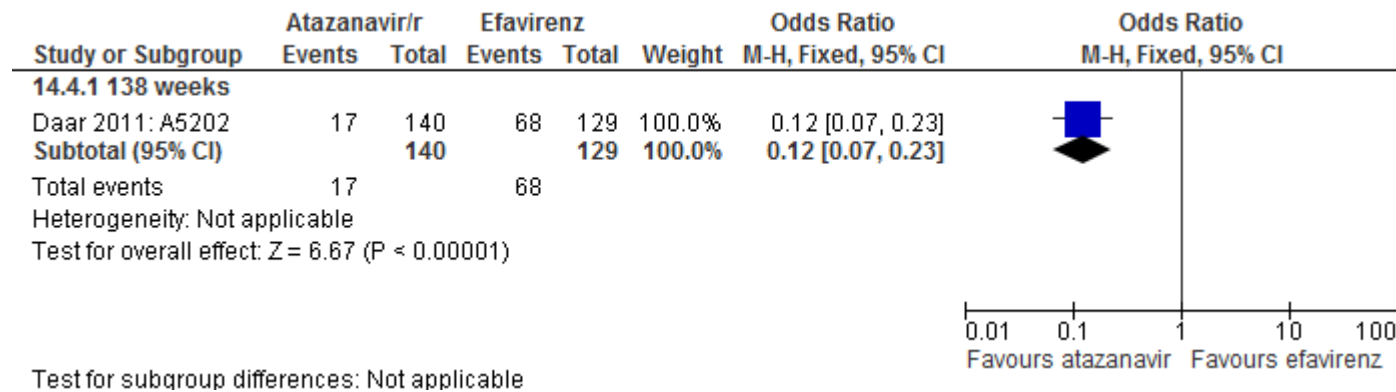 Atazanavir/r Efavirenz Odds Ratio Odds Ratio
Study or Subgroup Events Total Events Total Weight M-H, Fixed, 95% CI M-H, Fixed, 95% CI
14.4.1 138 weeks
Daar 2011: A5202 17 140 68 129 100.0% 0.12 [0.07, 0.23]
Subtotal (95% CI) 140 129 100.0% 0.12 [0.07, 0.23]
Total events 17 68
Heterogeneity: Not applicable
Test for overall effect: Z = 6.67 (P < 0.00001)
0.01 0.1 1 10 100
Favours atazanavir Favours efavirenz
Test for subgroup differences: Not applicable